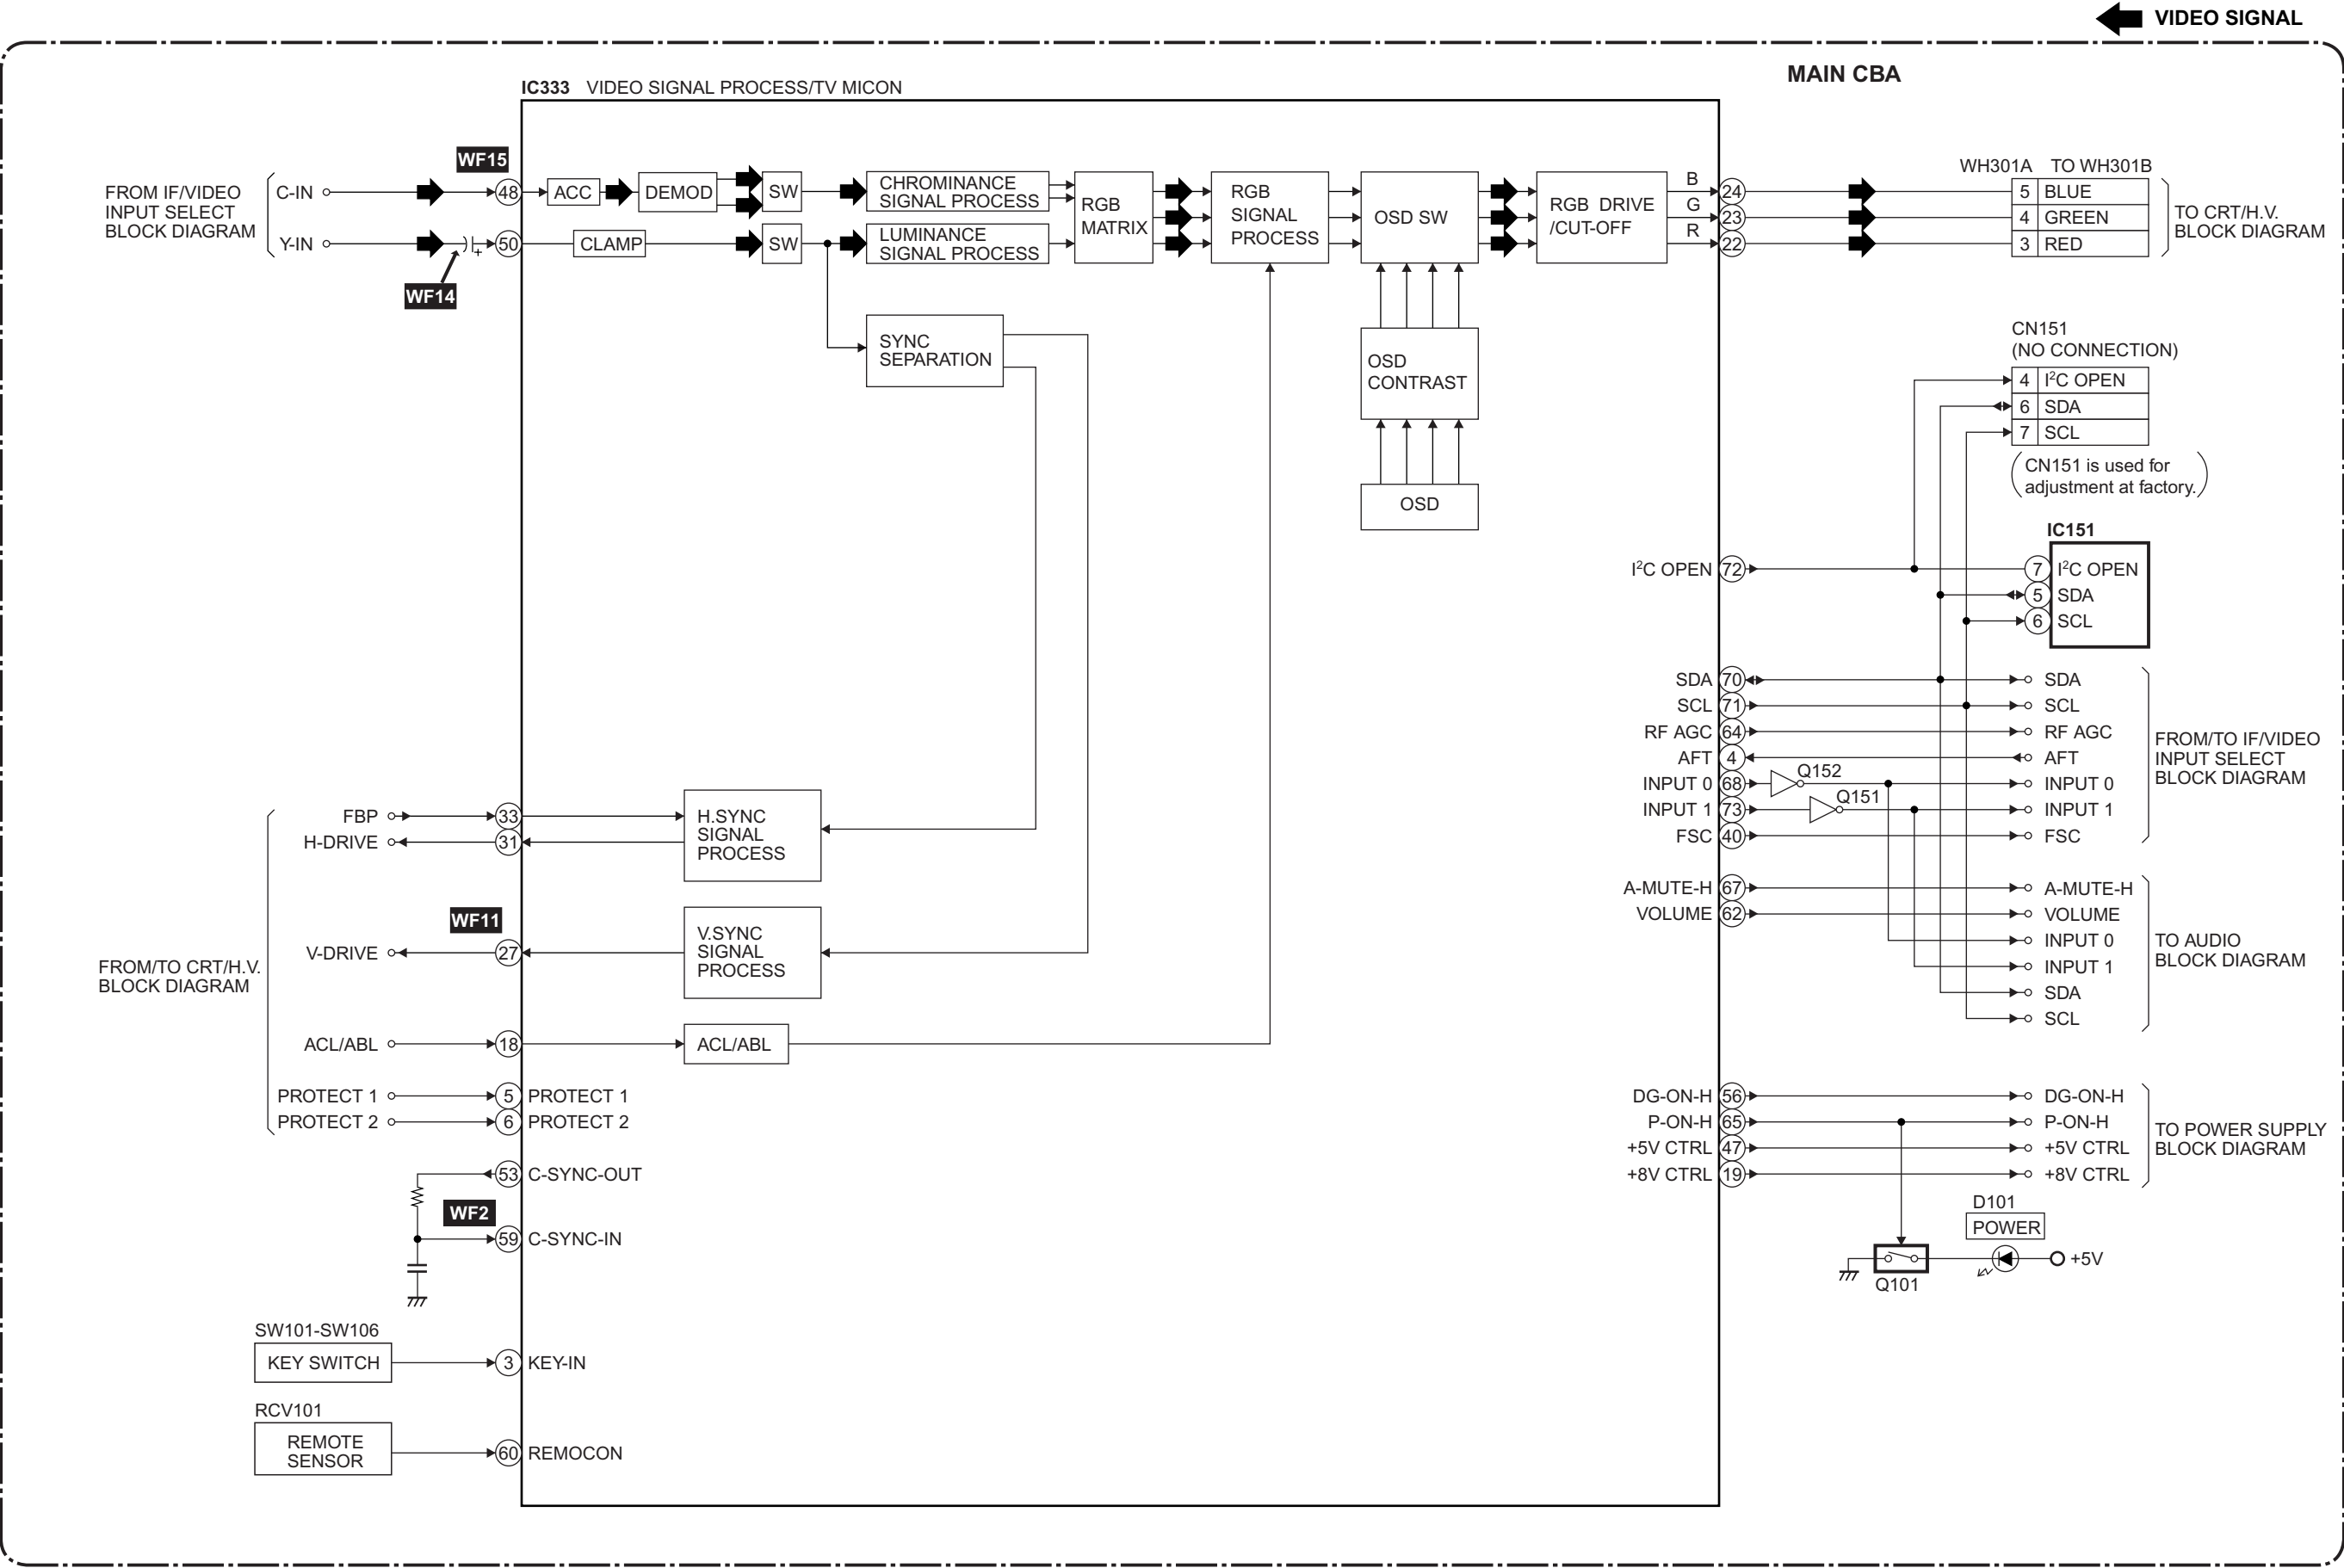 VIDEO SIGNAL
MAIN CBA
IC333 VIDEO SIGNAL PROCESS/TV MICON
FROM IF/VIDEO
INPUT SELECT
BLOCK DIAGRAM
C-IN
Y-IN
WF15
WF14
48
50
+
ACC
DEMOD
SW
CLAMP
SW
CHROMINANCE
SIGNAL PROCESS
LUMINANCE
SIGNAL PROCESS
RGB
MATRIX
RGB
SIGNAL
PROCESS
OSD SW
RGB DRIVE
/CUT-OFF
B
G
R
24
23
22
WH301A TO WH301B
5 BLUE
4 GREEN
3 RED
TO CRT/H.V.
BLOCK DIAGRAM
SYNC
SEPARATION
OSD
CONTRAST
OSD
CN151
(NO CONNECTION)
4 I²C OPEN
6 SDA
7 SCL
(CN151 is used for
adjustment at factory.)
IC151
I²C OPEN 72
7 I²C OPEN
5 SDA
6 SCL
SDA 70 SDA
SCL 71 SCL
RF AGC 64 RF AGC
AFT 4 AFT
INPUT 0 68 Q152 INPUT 0
INPUT 1 73 Q151 INPUT 1
FSC 40 FSC
FROM/TO IF/VIDEO
INPUT SELECT
BLOCK DIAGRAM
A-MUTE-H 67 A-MUTE-H
VOLUME 62 VOLUME
INPUT 0
INPUT 1
SDA
SCL
TO AUDIO
BLOCK DIAGRAM
FROM/TO CRT/H.V.
BLOCK DIAGRAM
FBP 33
H-DRIVE 31
H.SYNC
SIGNAL
PROCESS
WF11
V-DRIVE 27
V.SYNC
SIGNAL
PROCESS
ACL/ABL 18 ACL/ABL
PROTECT 1 5 PROTECT 1
PROTECT 2 6 PROTECT 2
53 C-SYNC-OUT
WF2
59 C-SYNC-IN
DG-ON-H 56 DG-ON-H
P-ON-H 65 P-ON-H
+5V CTRL 47 +5V CTRL
+8V CTRL 19 +8V CTRL
TO POWER SUPPLY
BLOCK DIAGRAM
D101
POWER
+5V
Q101
SW101-SW106
KEY SWITCH 3 KEY-IN
RCV101
REMOTE
SENSOR
60 REMOCON